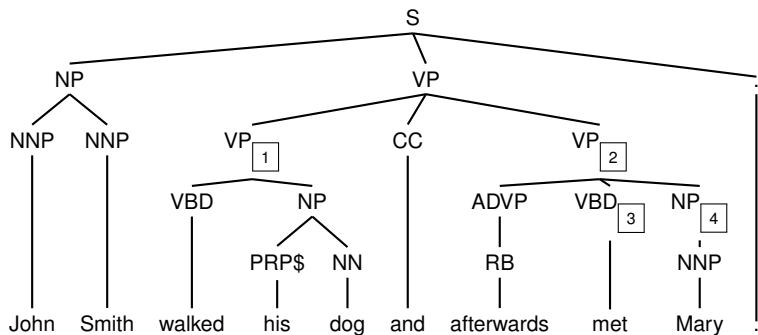 S
NP VP .
NNP NNP VP 1 CC VP 2
VBD NP ADVP VBD 3 NP 4
PRP$ NN RB NNP
John Smith walked his dog and afterwards met Mary .